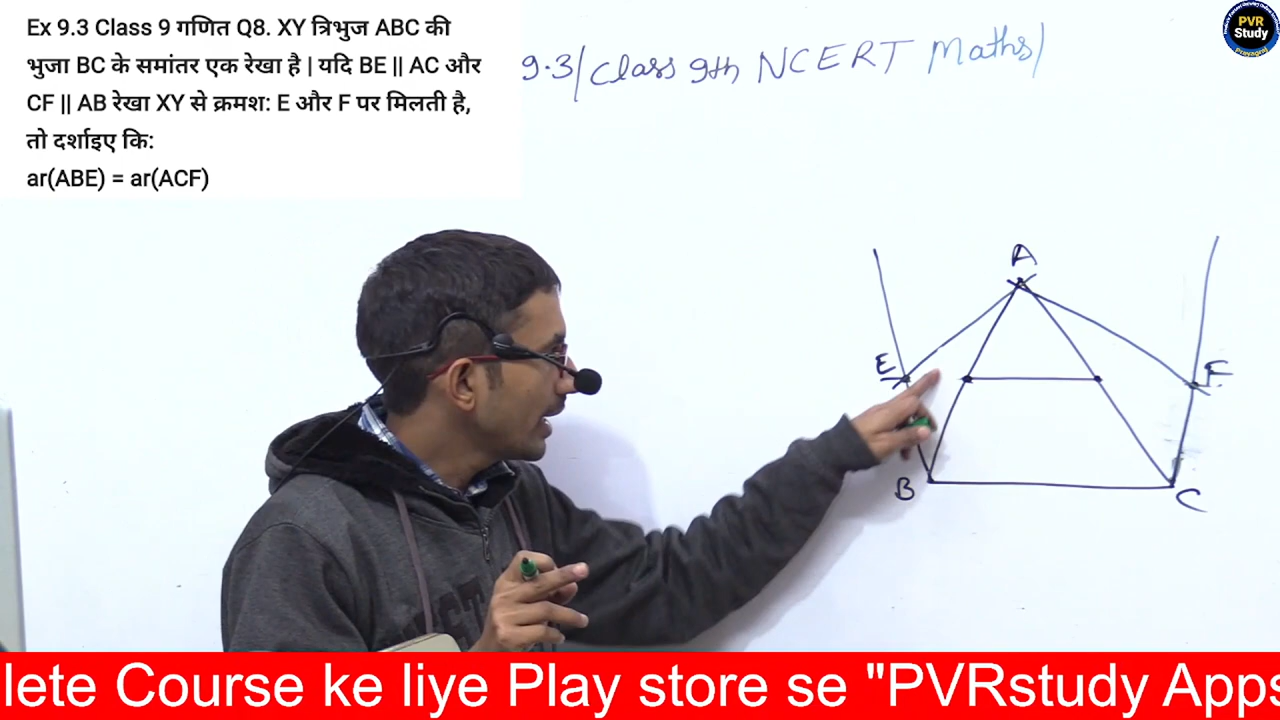 Ex 9.3 Class 9 गणित Q8. XY त्रिभुज ABC की
भुजा BC के समांतर एक रेखा है | यदि BE || AC और
CF || AB रेखा XY से क्रमश: E और F पर मिलती है,
तो दर्शाइए कि:
ar(ABE) = ar(ACF)
9.3/Class 9th NCERT Maths/
PVR
Study
A
E
F
B
C
lete Course ke liye Play store se "PVRstudy Apps